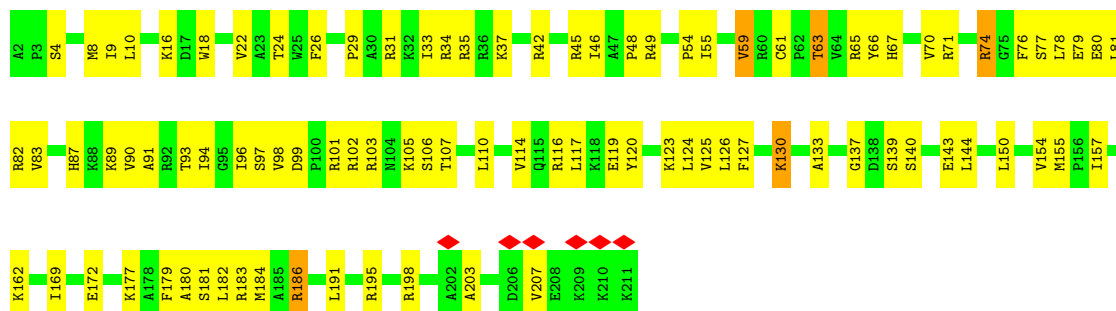 A2 P3 S4 M8 I9 L10 K16 D17 W18 V22 A23 T24 W25 F26 P29 A30 R31 K32 I33 R34 R35 R36 K37 R42 R45 I46 A47 P48 R49 P54 I55 V59 R60 C61 P62 T63 V64 R65 Y66 H67 V70 R71 R74 G75 F76 S77 L78 E79 E80 L81
R82 V83 H87 K88 K89 V90 A91 R92 T93 I94 G95 I96 S97 V98 D99 P100 R101 R102 R103 N104 K105 S106 T107 L110 V114 Q115 R116 L117 K118 E119 Y120 K123 L124 V125 L126 F127 K130 A133 G137 D138 S139 S140 E143 L144 L150 V154 M155 P156 I157
K162 I169 E172 K177 A178 F179 A180 S181 L182 R183 M184 A185 R186 L191 R195 R198 A202 A203 D206 V207 E208 K209 K210 K211